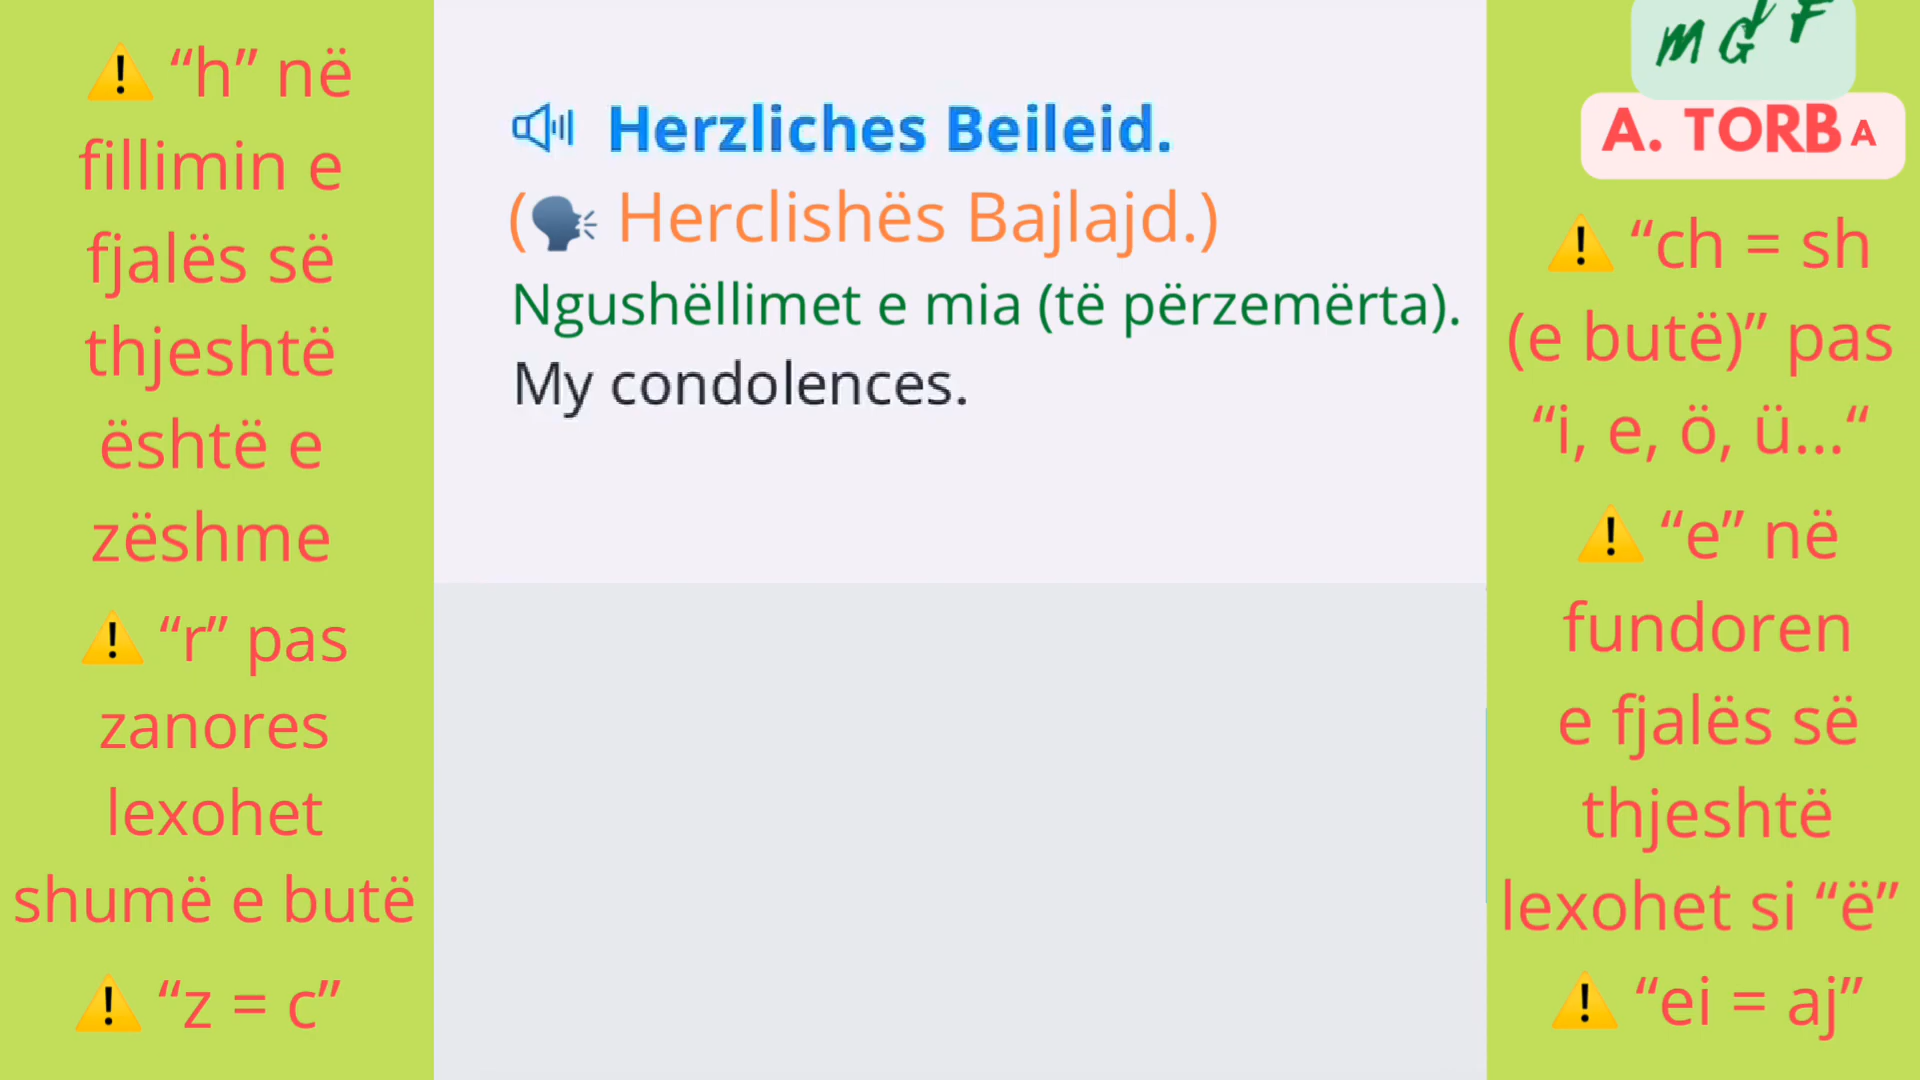 ⚠️ “h” në
fillimin e
fjalës së
thjeshtë
është e
zëshme
⚠️ “r” pas
zanores
lexohet
shumë e butë
⚠️ “z = c”
Herzliches Beileid.
(🗣 Herclishës Bajlajd.)
Ngushëllimet e mia (të përzemërta).
My condolences.
M G d F
A. TORBA
⚠️ “ch = sh
(e butë)” pas
“i, e, ö, ü...“
⚠️ “e” në
fundoren
e fjalës së
thjeshtë
lexohet si “ë”
⚠️ “ei = aj”